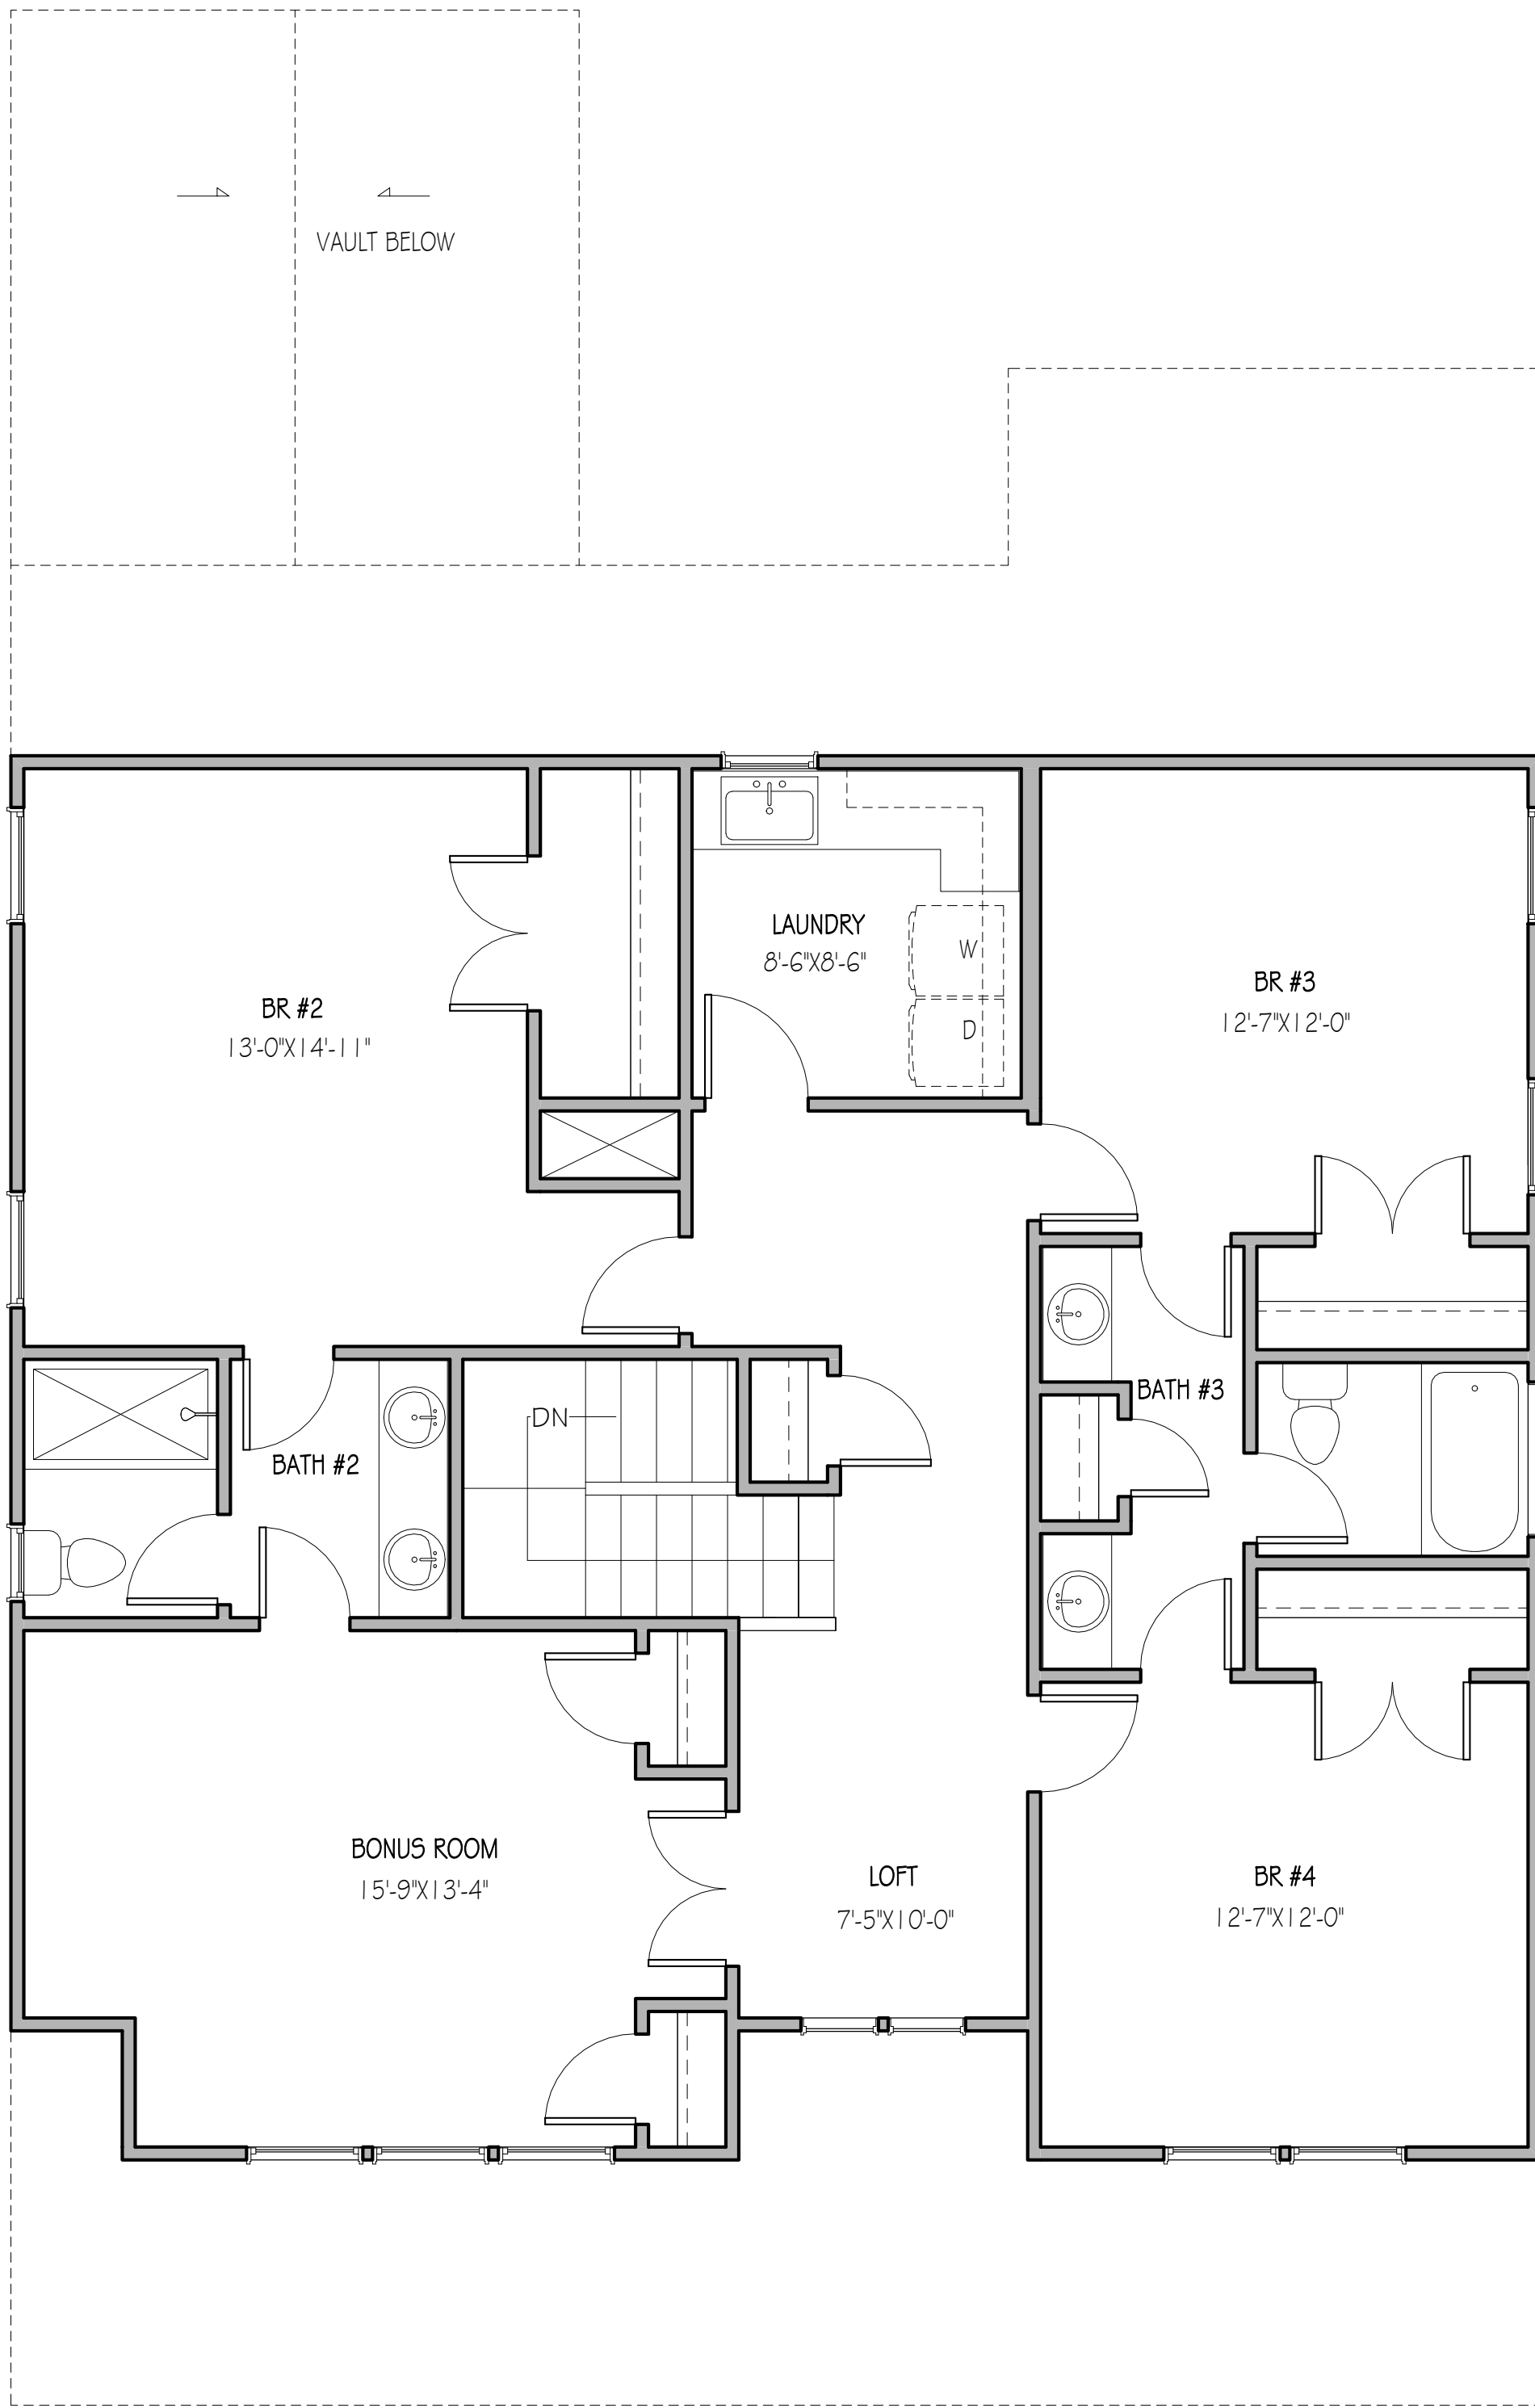 VAULT BELOW
LAUNDRY
8'-6"X8'-6"
W
D
BR #2
13'-0"X14'-11"
BR #3
12'-7"X12'-0"
DN
BATH #2
BATH #3
BONUS ROOM
15'-9"X13'-4"
LOFT
7'-5"X10'-0"
BR #4
12'-7"X12'-0"